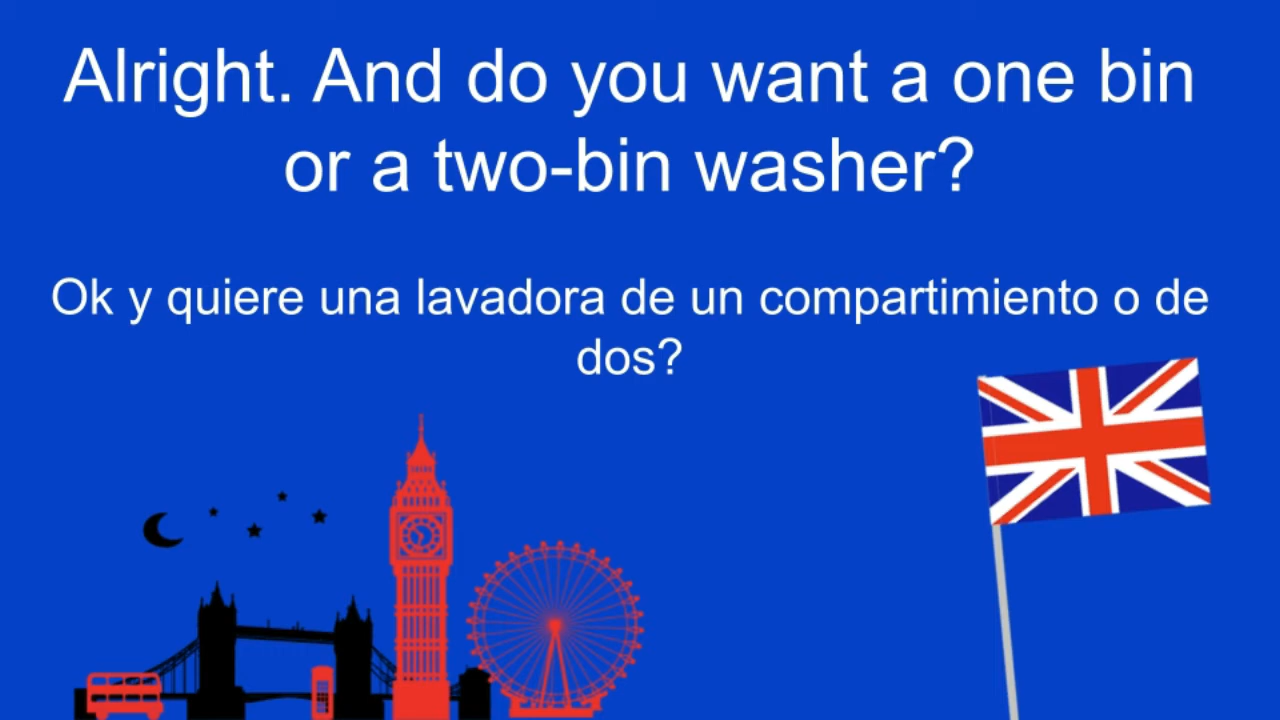 Alright. And do you want a one bin
or a two-bin washer?
Ok y quiere una lavadora de un compartimiento o de
dos?